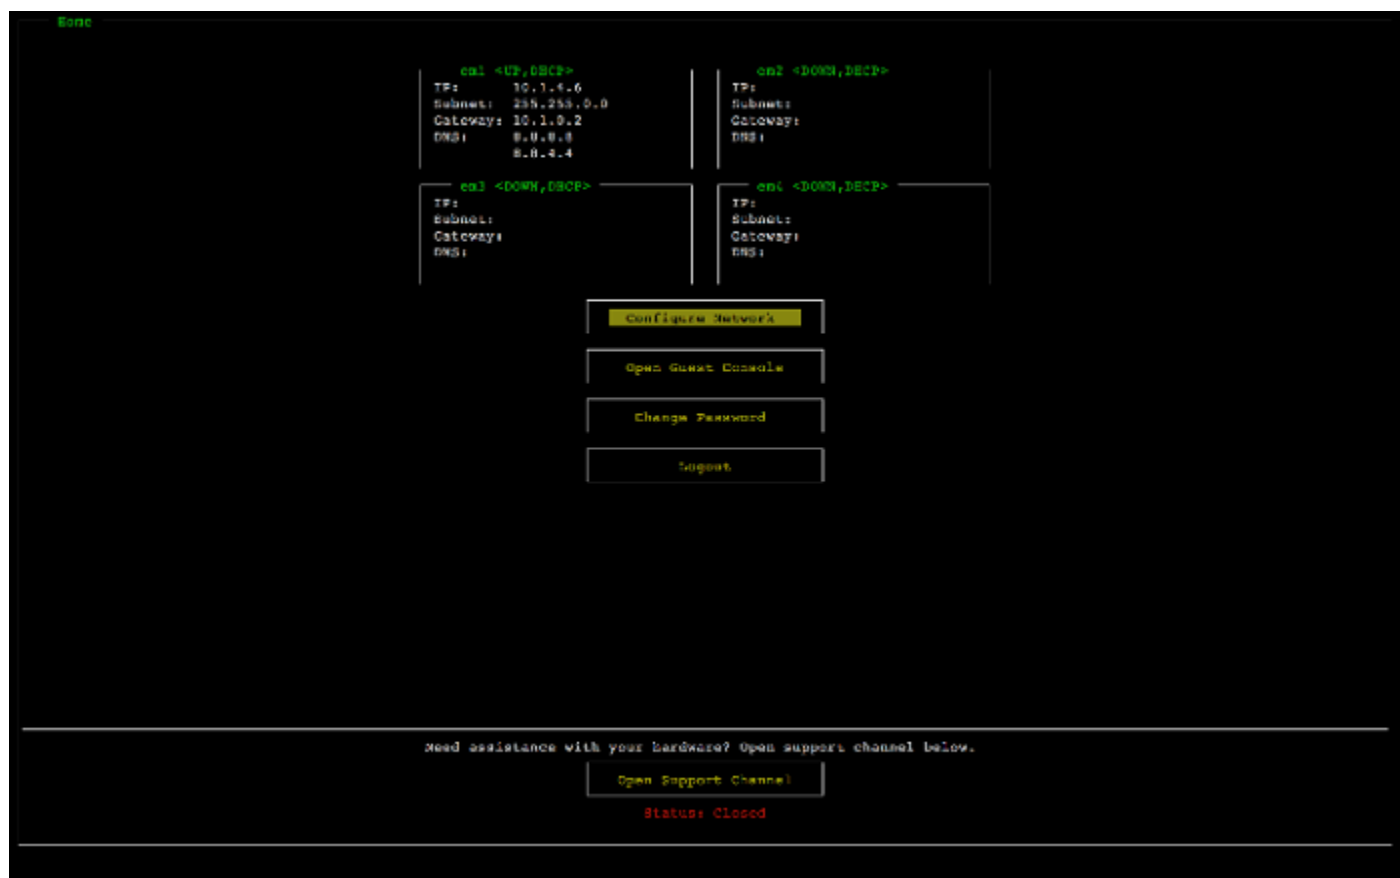 Home
em1 <UP,DHCP>
IP: 10.1.4.6
Subnet: 255.255.0.0
Gateway: 10.1.0.2
DNS: 8.8.8.8
8.8.4.4
em2 <DOWN,DHCP>
IP:
Subnet:
Gateway:
DNS:
em3 <DOWN,DHCP>
IP:
Subnet:
Gateway:
DNS:
em4 <DOWN,DHCP>
IP:
Subnet:
Gateway:
DNS:
Configure Network
Open Guest Console
Change Password
Logout
Need assistance with your hardware? Open support channel below.
Open Support Channel
Status: Closed